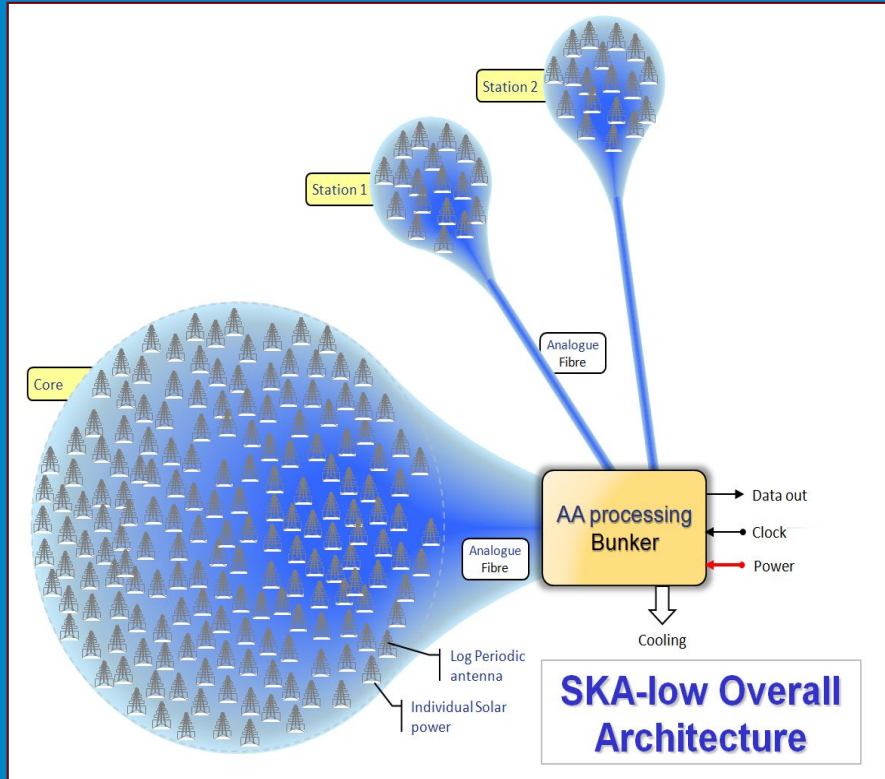 Station 2
Station 1
Analogue
Fibre
Core
AA processing
Bunker
Data out
Clock
Power
Analogue
Fibre
Cooling
Log Periodic
antenna
Individual Solar
power
SKA-low Overall
Architecture